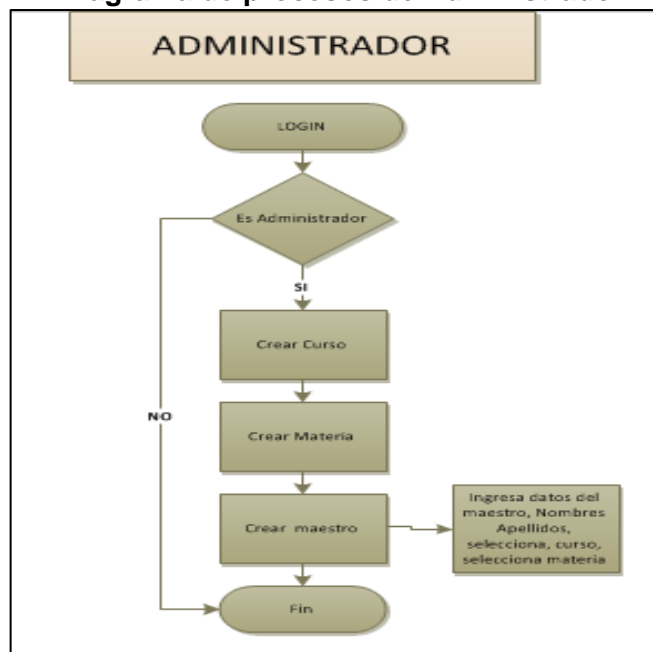 ADMINISTRADOR
LOGIN
Es Administrador
SI
Crear Curso
NO
Crear Materia
Crear maestro
Ingresa datos del
maestro, Nombres
Apellidos,
selecciona, curso,
selecciona materia
Fin